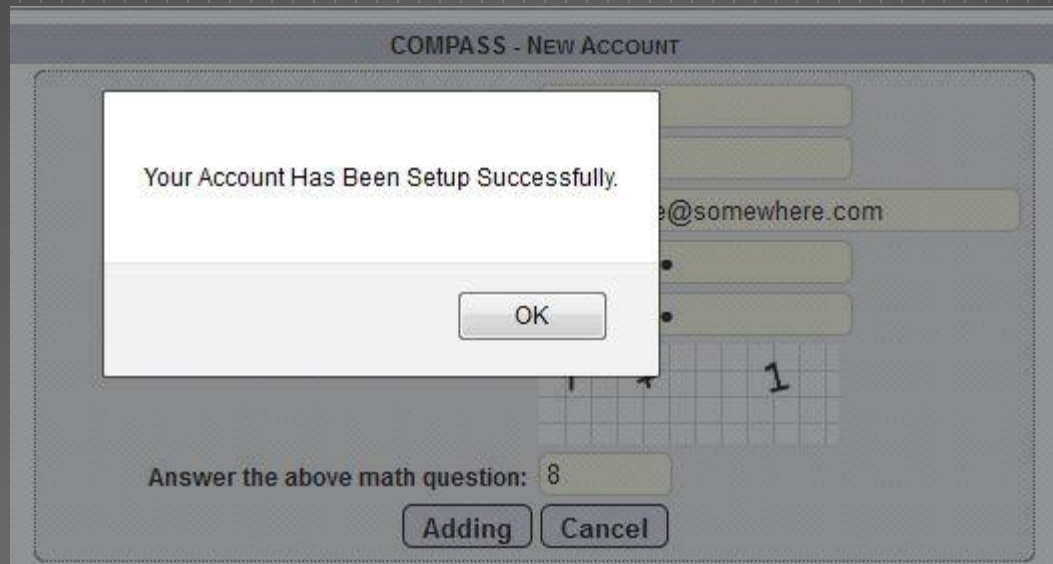 COMPASS - NEW ACCOUNT
Your Account Has Been Setup Successfully.
@somewhere.com
OK
1
Answer the above math question: 8
Adding Cancel